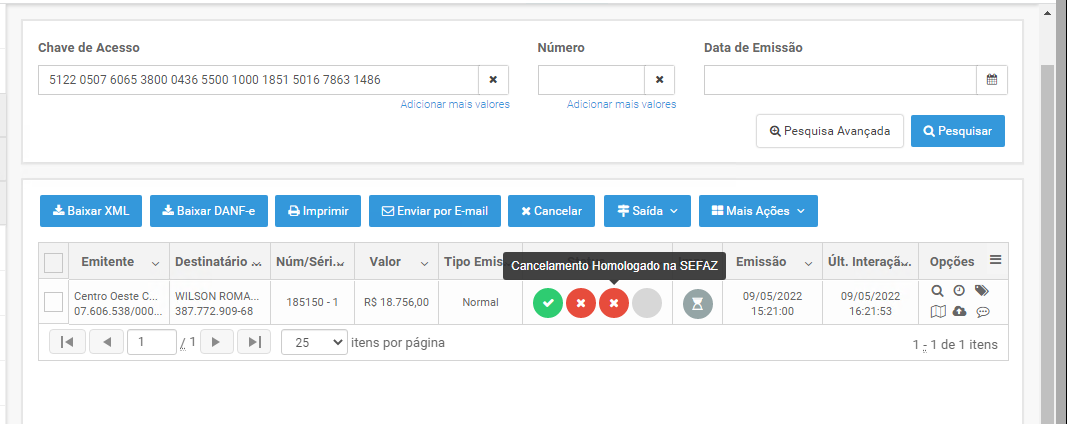 Chave de Acesso
Número
Data de Emissão
5122 0507 6065 3800 0436 5500 1000 1851 5016 7863 1486
Adicionar mais valores
Adicionar mais valores
Pesquisa Avançada
Pesquisar
Baixar XML
Baixar DANF-e
Imprimir
Enviar por E-mail
Cancelar
Saída
Mais Ações
Cancelamento Homologado na SEFAZ
Emitente
Destinatário ...
Núm/Séri...
Valor
Tipo Emis
Emissão
Últ. Interaçã...
Opções
Centro Oeste C...
07.606.538/000...
WILSON ROMA...
387.772.909-68
185150 - 1
R$ 18.756,00
Normal
09/05/2022
15:21:00
09/05/2022
16:21:53
1 / 1
25
itens por página
1 - 1 de 1 itens